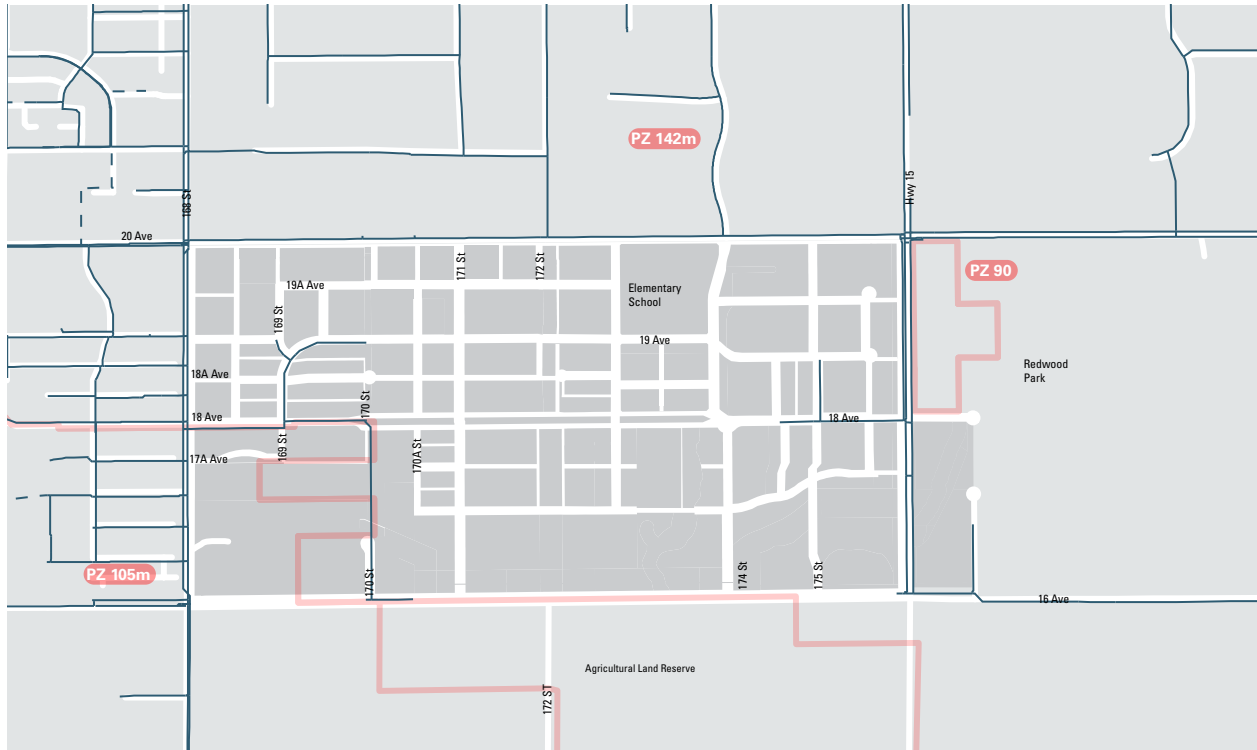 PZ 142m
Hwy 15
168 St
20 Ave
171 St
172 St
PZ 90
19A Ave
Elementary
School
169 St
19 Ave
Redwood
Park
18A Ave
170 St
18 Ave
18 Ave
169 St
170A St
17A Ave
PZ 105m
170 St
174 St
175 St
16 Ave
Agricultural Land Reserve
172 ST